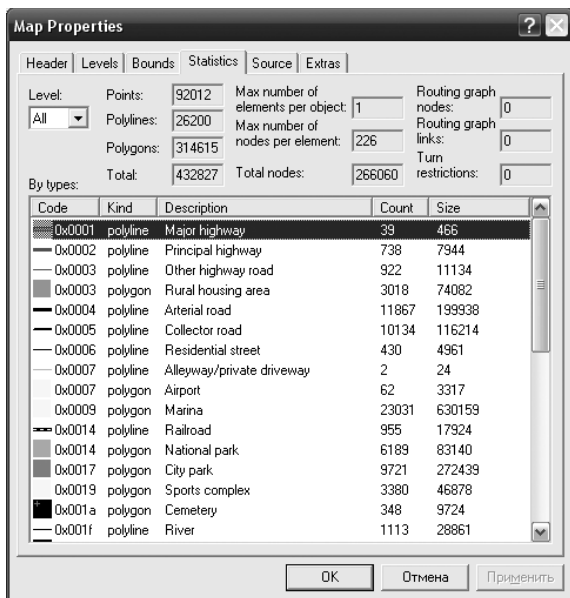 Map Properties
Header Levels Bounds Statistics Source Extras
Level:
All
Points: 92012
Polylines: 26200
Polygons: 314615
Total: 432827
Max number of elements per object: 1
Max number of nodes per element: 226
Total nodes: 266060
Routing graph nodes: 0
Routing graph links: 0
Turn restrictions: 0
By types:
Code Kind Description Count Size
0x0001 polyline Major highway 39 466
0x0002 polyline Principal highway 738 7944
0x0003 polyline Other highway road 922 11134
0x0003 polygon Rural housing area 3018 74082
0x0004 polyline Arterial road 11867 199938
0x0005 polyline Collector road 10134 116214
0x0006 polyline Residential street 430 4961
0x0007 polyline Alleyway/private driveway 2 24
0x0007 polygon Airport 62 3317
0x0009 polygon Marina 23031 630159
0x0014 polyline Railroad 955 17924
0x0014 polygon National park 6189 83140
0x0017 polygon City park 9721 272439
0x0019 polygon Sports complex 3380 46878
0x001a polygon Cemetery 348 9724
0x001f polyline River 1113 28861
OK Отмена Применить